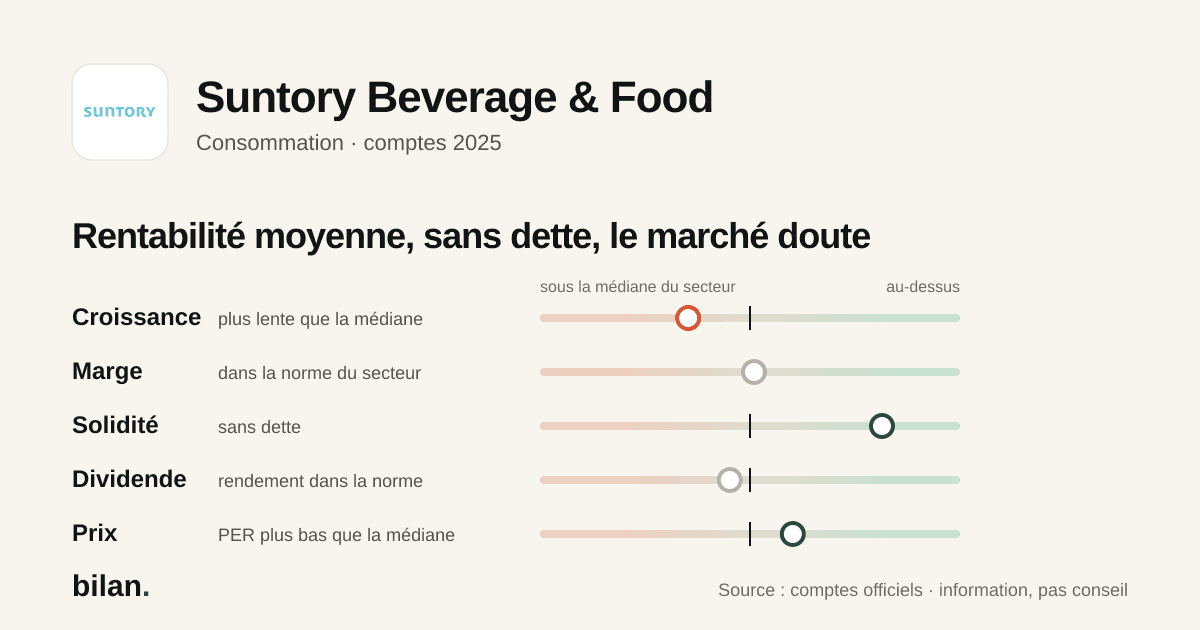 SUNTORY
Suntory Beverage & Food
Consommation · comptes 2025
Rentabilité moyenne, sans dette, le marché doute
sous la médiane du secteur au-dessus
Croissance plus lente que la médiane
Marge dans la norme du secteur
Solidité sans dette
Dividende rendement dans la norme
Prix PER plus bas que la médiane
bilan.
Source : comptes officiels · information, pas conseil